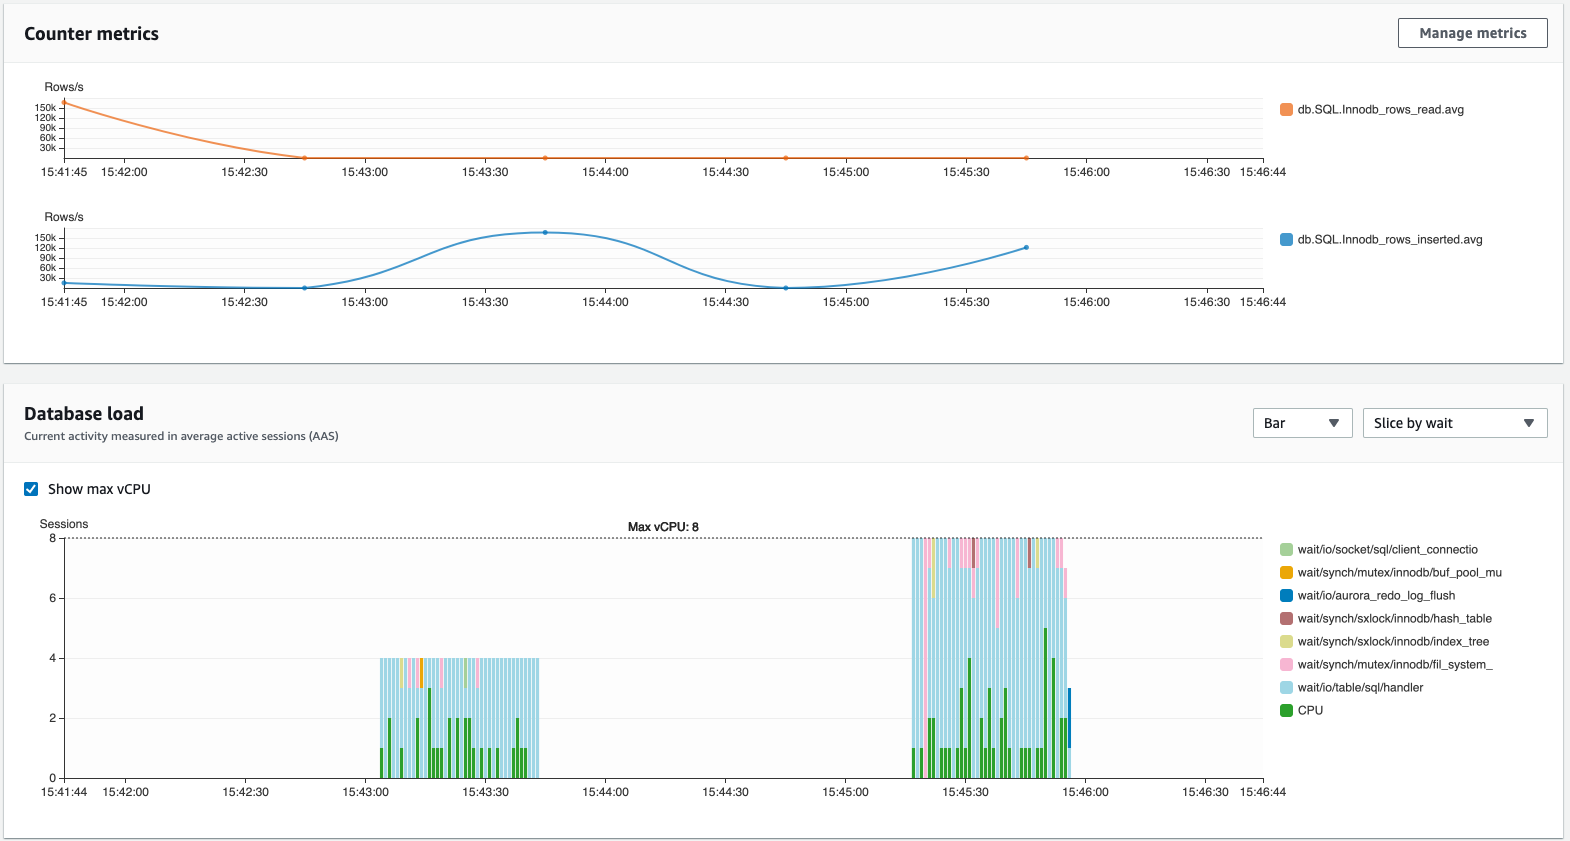 Counter metrics
Manage metrics
Rows/s
150k
120k
90k
60k
30k
15:41:45 15:42:00 15:42:30 15:43:00 15:43:30 15:44:00 15:44:30 15:45:00 15:45:30 15:46:00 15:46:30 15:46:44
db.SQL.Innodb_rows_read.avg
Rows/s
150k
120k
90k
60k
30k
15:41:45 15:42:00 15:42:30 15:43:00 15:43:30 15:44:00 15:44:30 15:45:00 15:45:30 15:46:00 15:46:30 15:46:44
db.SQL.Innodb_rows_inserted.avg
Database load
Current activity measured in average active sessions (AAS)
Bar
Slice by wait
Show max vCPU
Sessions
Max vCPU: 8
8
6
4
2
0
15:41:44 15:42:00 15:42:30 15:43:00 15:43:30 15:44:00 15:44:30 15:45:00 15:45:30 15:46:00 15:46:30 15:46:44
wait/io/socket/sql/client_connectio
wait/synch/mutex/innodb/buf_pool_mu
wait/io/aurora_redo_log_flush
wait/synch/sxlock/innodb/hash_table
wait/synch/sxlock/innodb/index_tree
wait/synch/mutex/innodb/fil_system_
wait/io/table/sql/handler
CPU